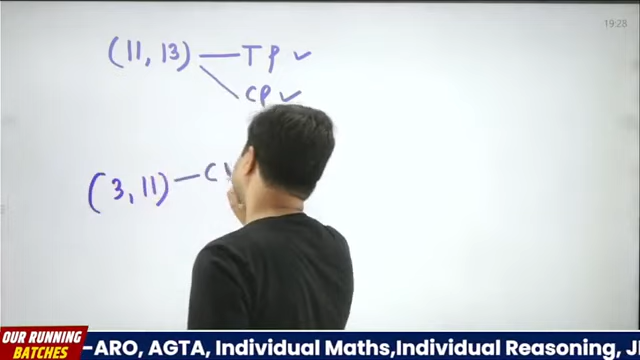 19:28
(11, 13) — TP ✓
CP ✓
(3, 11) — C
OUR RUNNING
BATCHES
-ARO, AGTA, Individual Maths,Individual Reasoning, J